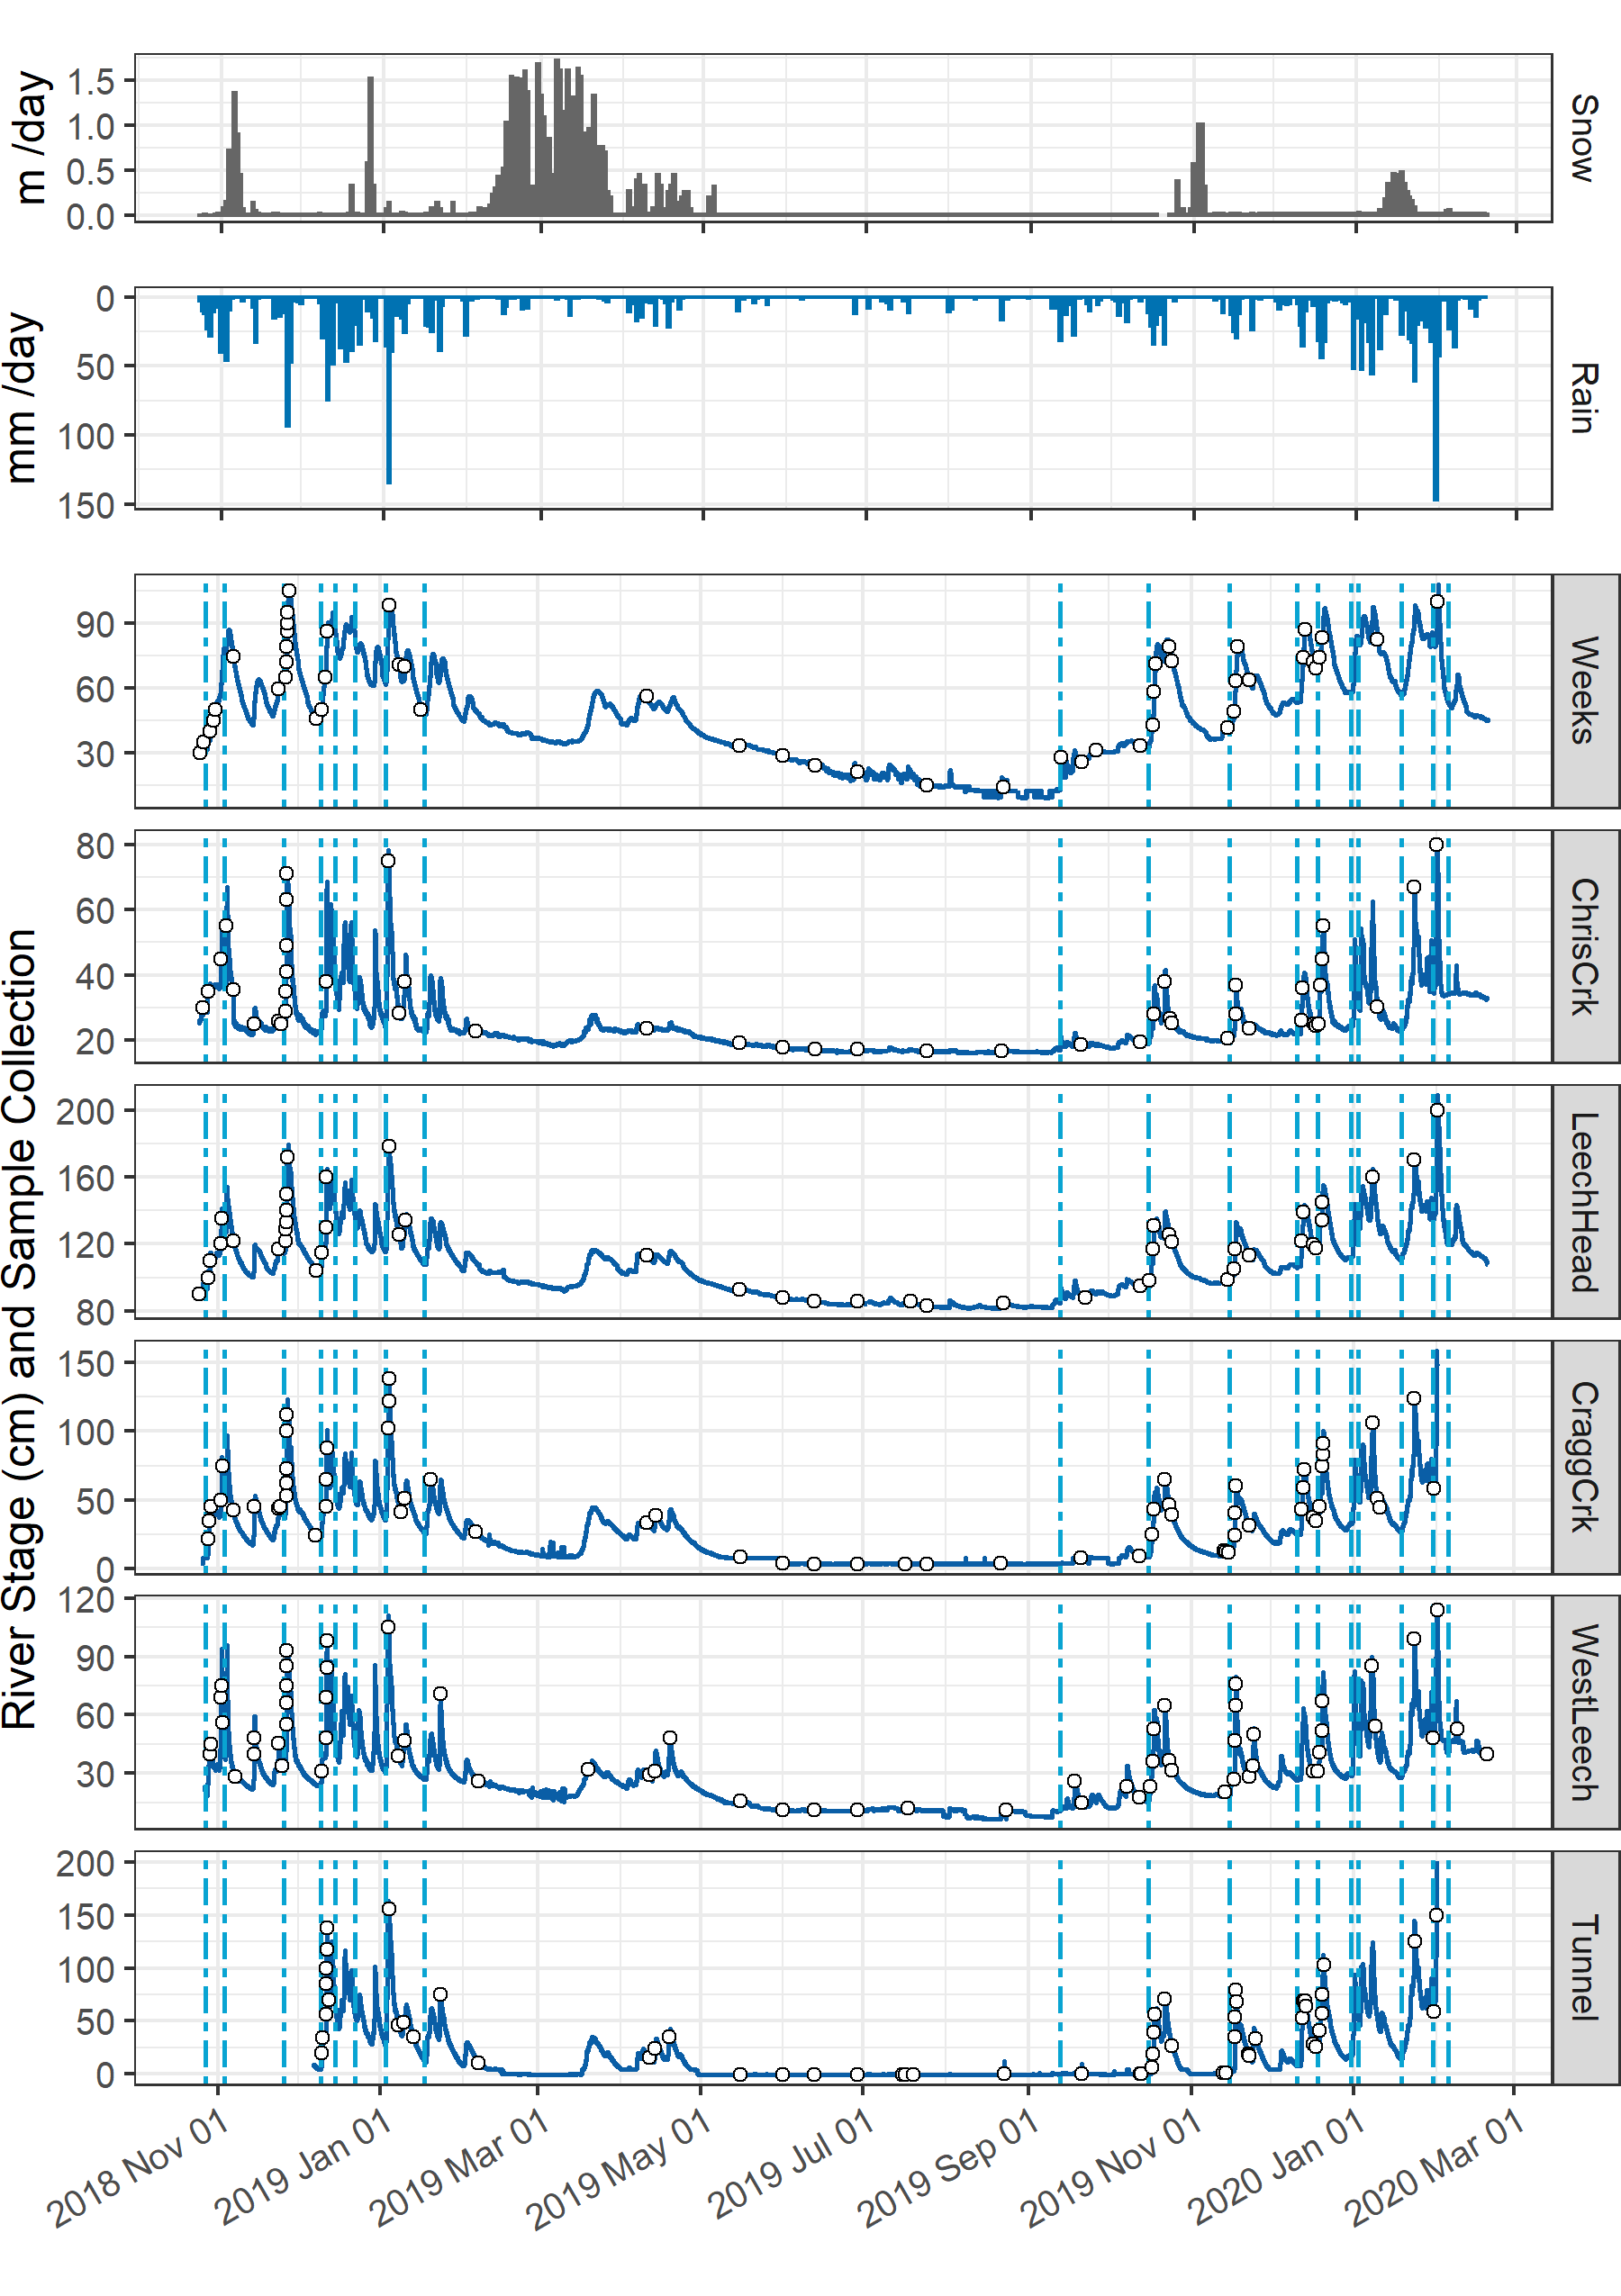 m /day
1.5
1.0
0.5
0.0
Snow
mm /day
0
50
100
150
Rain
River Stage (cm) and Sample Collection
90
60
30
Weeks
80
60
40
20
ChrisCrk
200
160
120
80
LeechHead
150
100
50
0
CraggCrk
120
90
60
30
WestLeech
200
150
100
50
0
Tunnel
2018 Nov 01
2019 Jan 01
2019 Mar 01
2019 May 01
2019 Jul 01
2019 Sep 01
2019 Nov 01
2020 Jan 01
2020 Mar 01